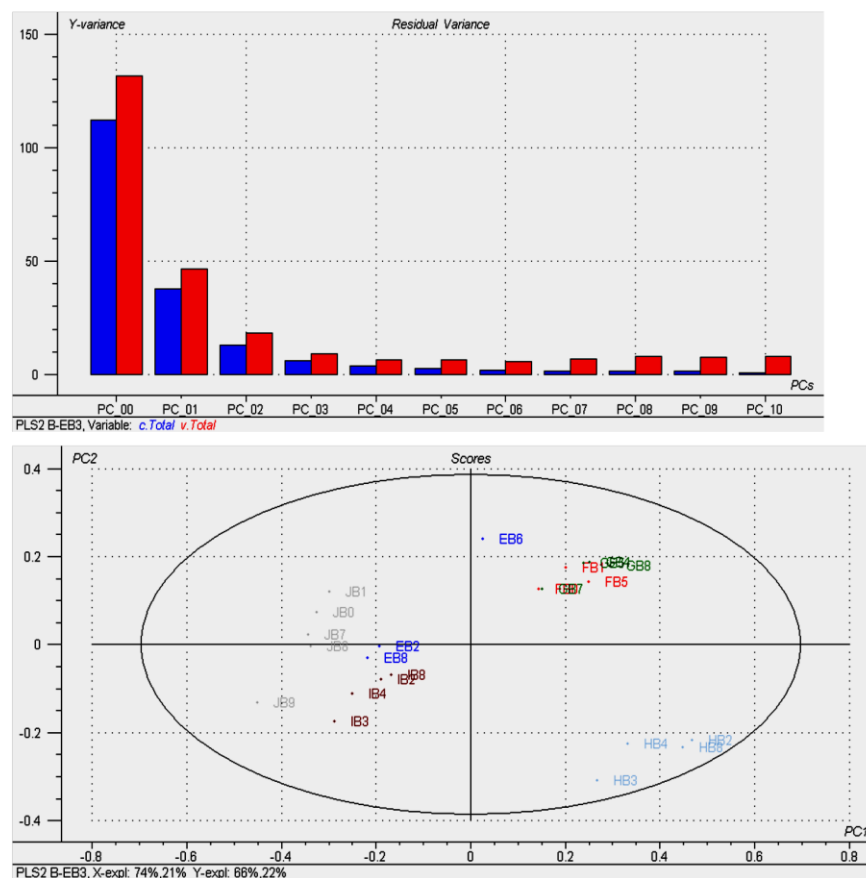 Y-variance Residual Variance
150
100
50
0
PCs
PC_00 PC_01 PC_02 PC_03 PC_04 PC_05 PC_06 PC_07 PC_08 PC_09 PC_10
PLS2 B-EB3, Variable: c.Total v.Total
PC2 Scores
0.4
EB6
0.2
GB8
FB1
FB5
JB1
JB0
JB7
0
JB8
EB2
EB8
IB8
IB2
IB4
JB9
IB3
-0.2
HB2
HB4
HB8
HB3
-0.4
PC1
-0.8 -0.6 -0.4 -0.2 0 0.2 0.4 0.6 0.8
PLS2 B-EB3, X-expl: 74%,21% Y-expl: 66%,22%